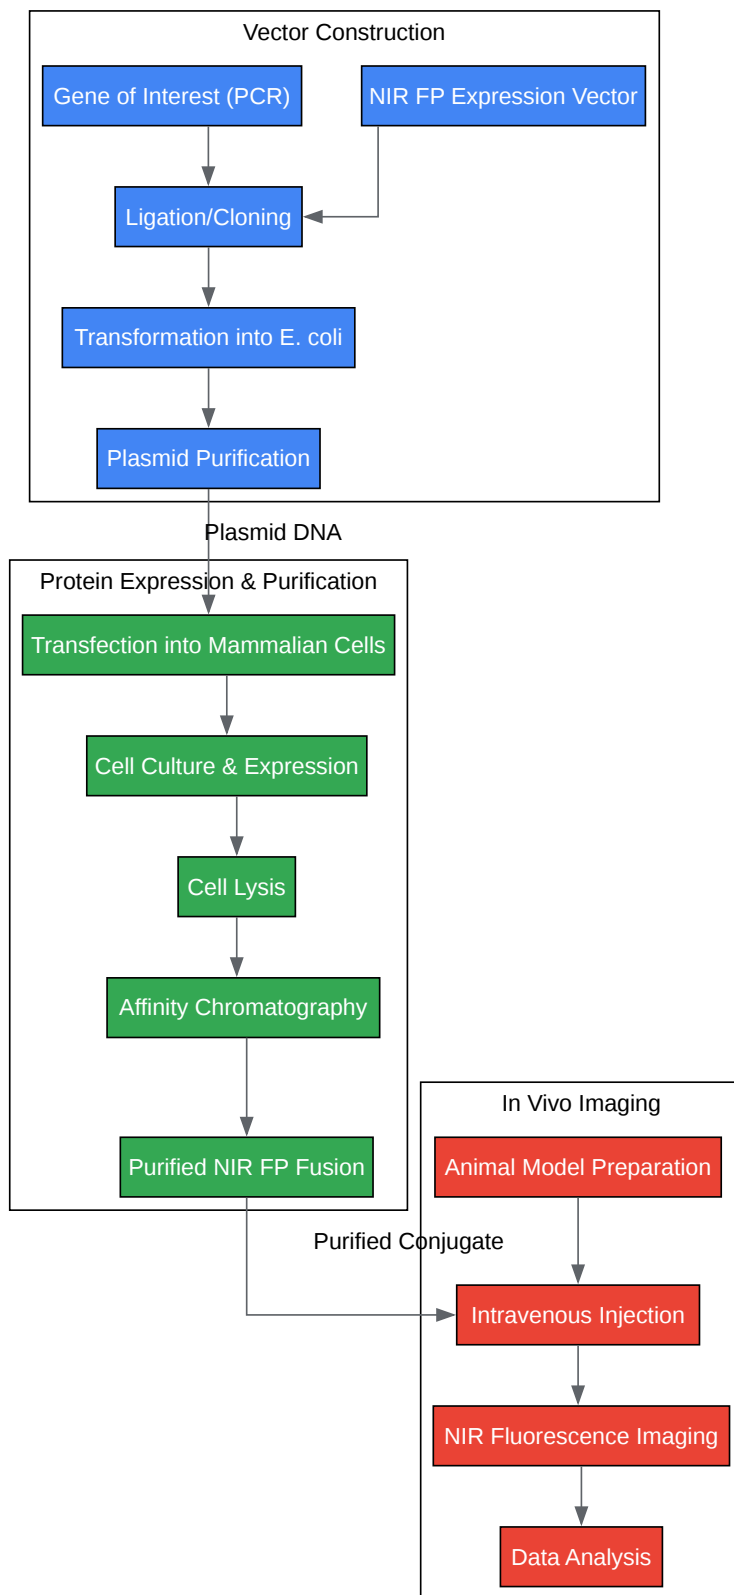 Vector Construction
Gene of Interest (PCR)
NIR FP Expression Vector
Ligation/Cloning
Transformation into E. coli
Plasmid Purification
Plasmid DNA
Protein Expression & Purification
Transfection into Mammalian Cells
Cell Culture & Expression
Cell Lysis
Affinity Chromatography
Purified NIR FP Fusion
In Vivo Imaging
Animal Model Preparation
Purified Conjugate
Intravenous Injection
NIR Fluorescence Imaging
Data Analysis